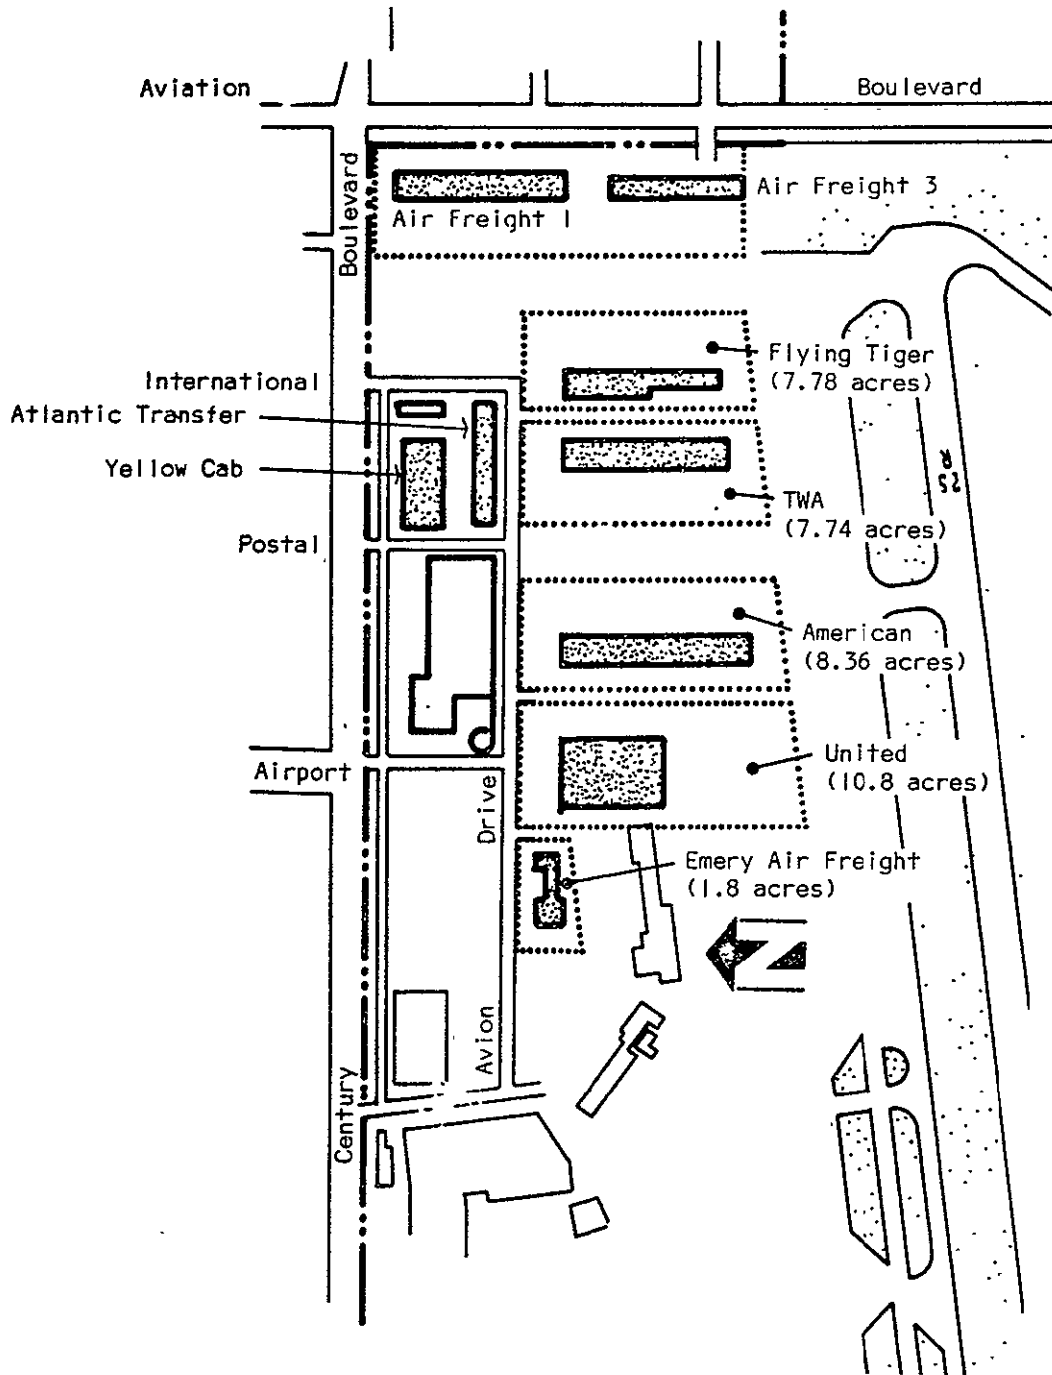 Aviation
Boulevard
Boulevard
Air Freight 1
Air Freight 3
Flying Tiger
(7.78 acres)
International
Atlantic Transfer
Yellow Cab
TWA
(7.74 acres)
25
R
Postal
American
(8.36 acres)
Airport
United
(10.8 acres)
Drive
Emery Air Freight
(1.8 acres)
N
Avion
Century